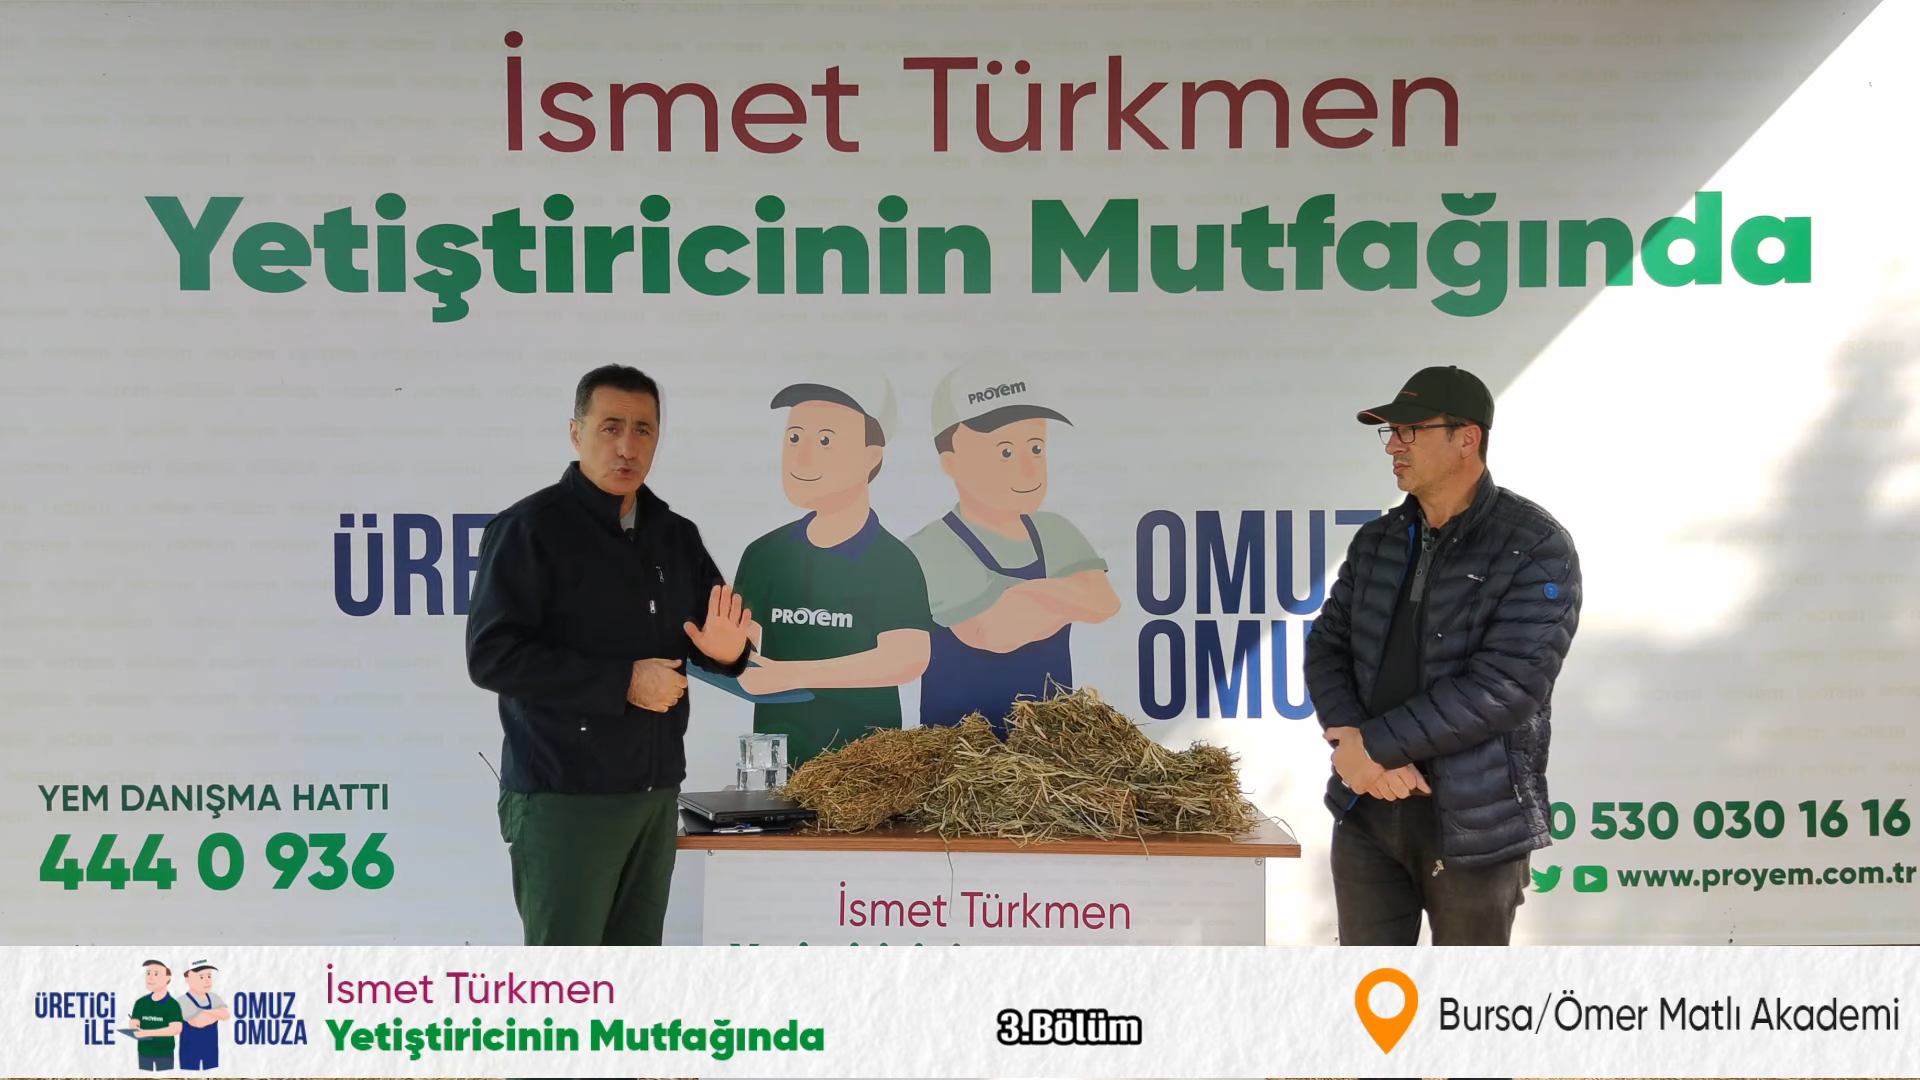 İsmet Türkmen
Yetiştiricinin Mutfağında
PROYem
ÜRE
OMUZ
OMU
PROYem
YEM DANIŞMA HATTI
444 0 936
0 530 030 16 16
www.proyem.com.tr
İsmet Türkmen
ÜRETİCİ
İLE
OMUZ
OMUZA
İsmet Türkmen
Yetiştiricinin Mutfağında
3.Bölüm
Bursa/Ömer Matlı Akademi